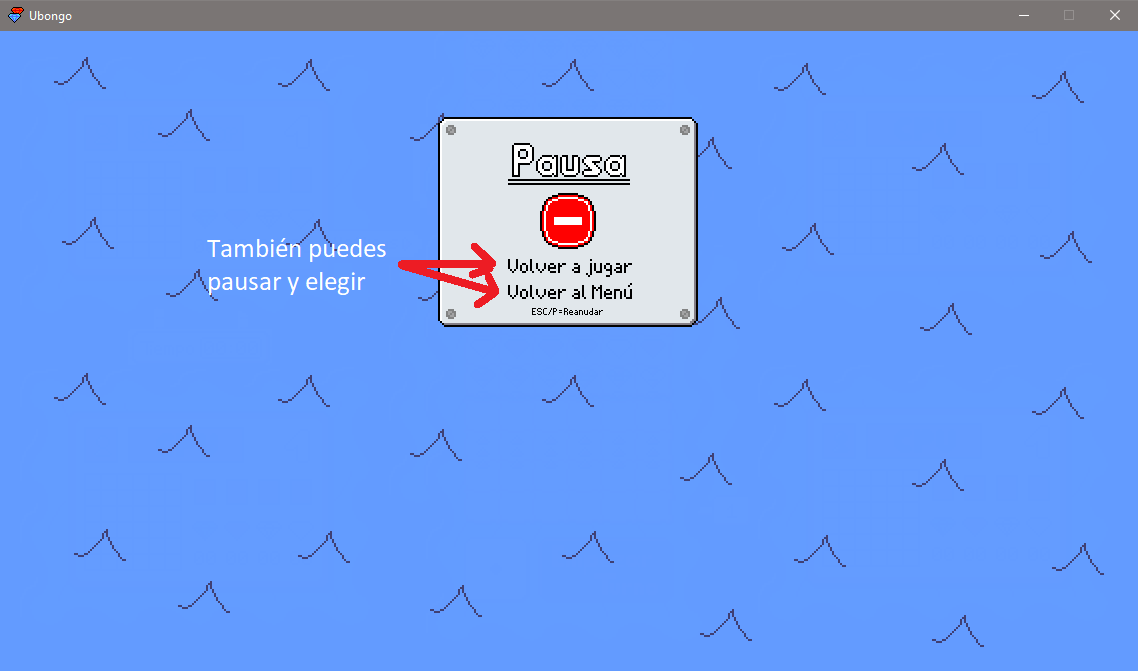 Ubongo
Pausa
También puedes
pausar y elegir
Volver a jugar
Volver al Menú
ESC/P=Reanudar